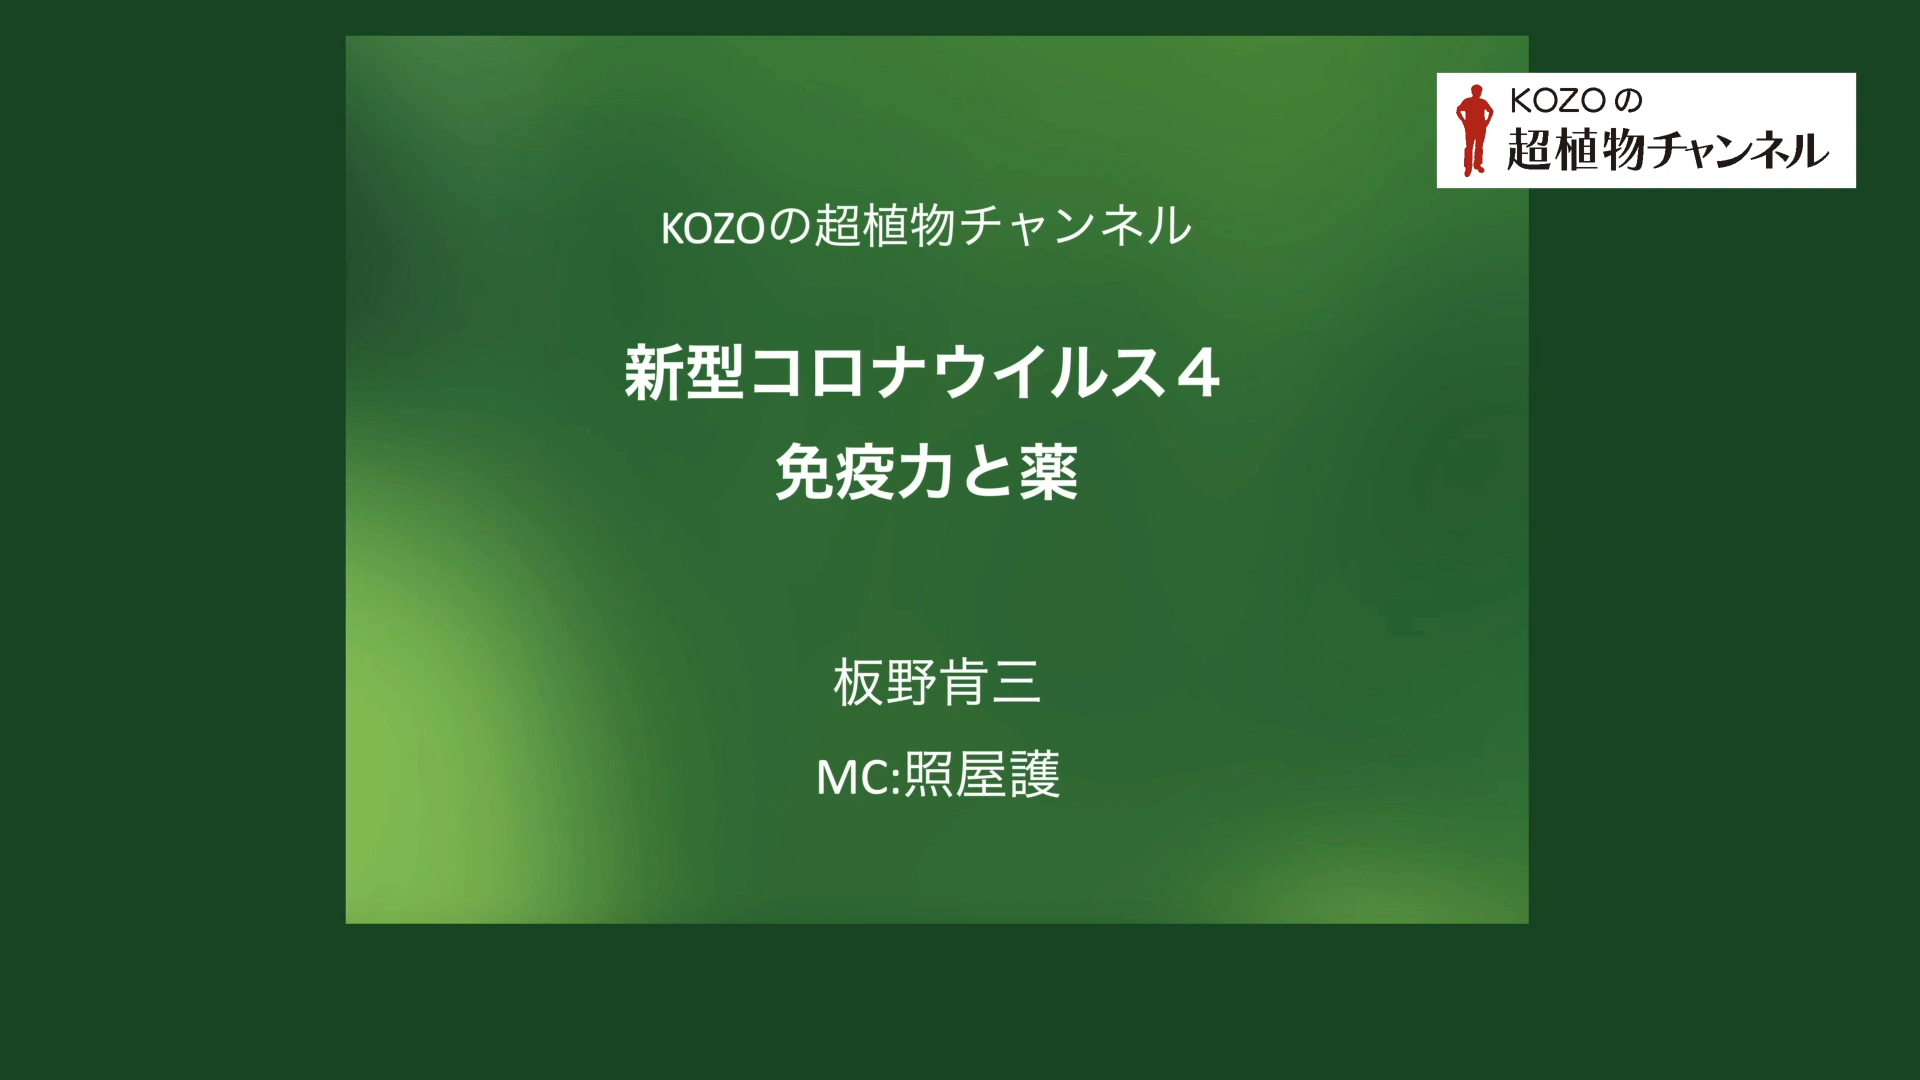 KOZOの
超植物チャンネル
KOZOの超植物チャンネル
新型コロナウイルス４
免疫力と薬
板野肯三
MC:照屋護